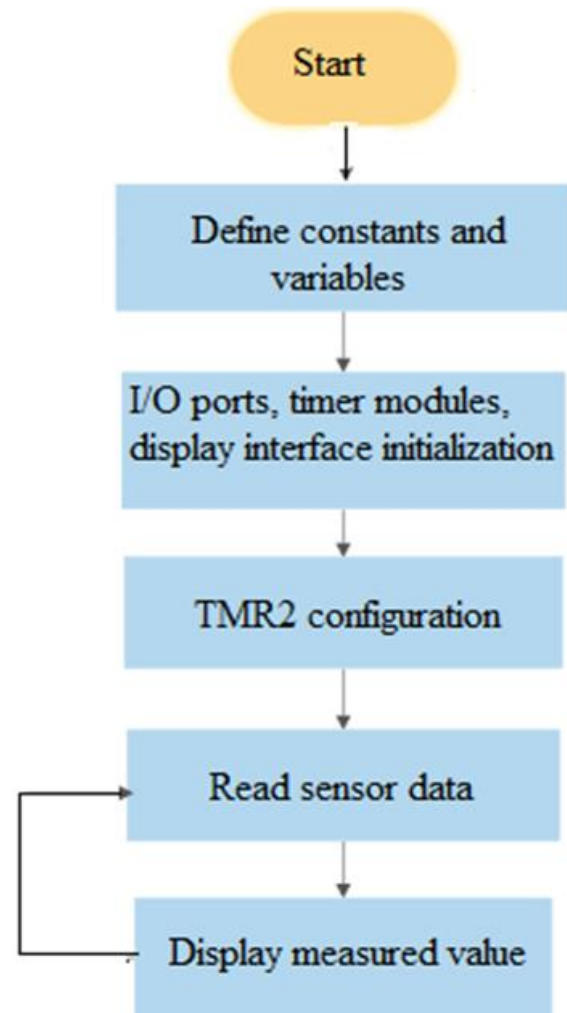 Start
Define constants and
variables
I/O ports, timer modules,
display interface initialization
TMR2 configuration
Read sensor data
Display measured value